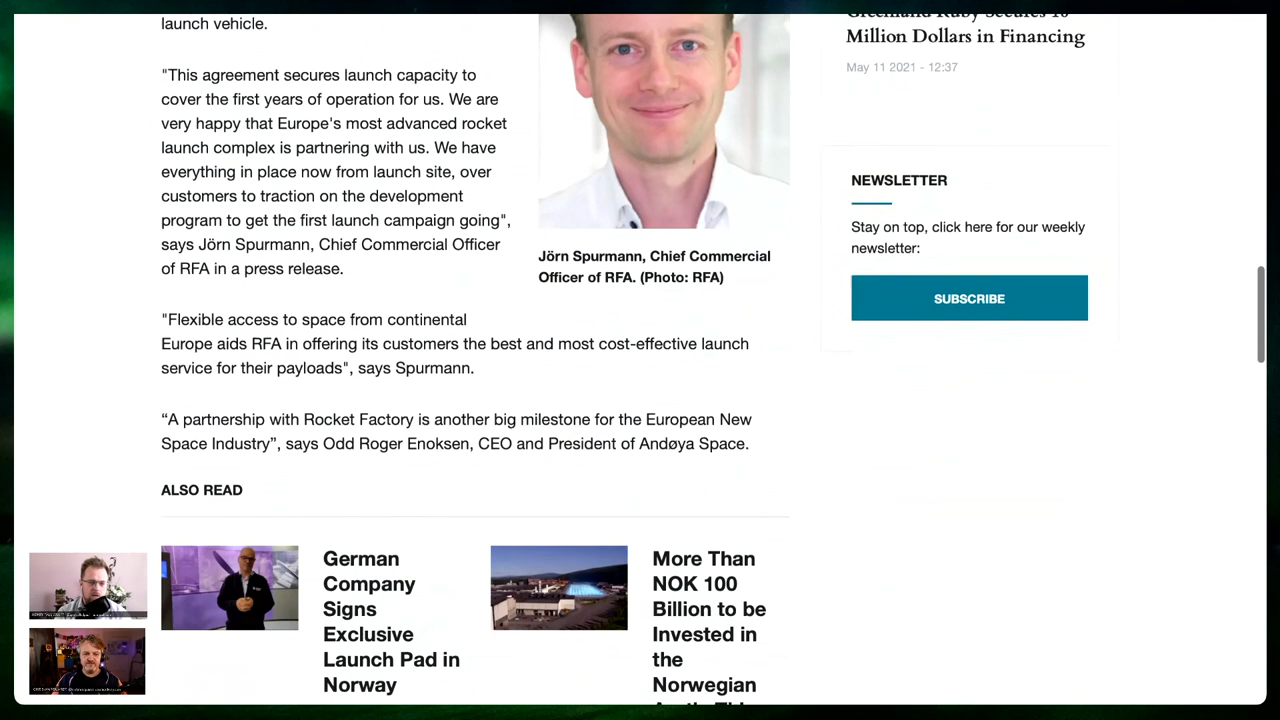 launch vehicle.
"This agreement secures launch capacity to
cover the first years of operation for us. We are
very happy that Europe's most advanced rocket
launch complex is partnering with us. We have
everything in place now from launch site, over
customers to traction on the development
program to get the first launch campaign going",
says Jörn Spurmann, Chief Commercial Officer
of RFA in a press release.
Jörn Spurmann, Chief Commercial
Officer of RFA. (Photo: RFA)
"Flexible access to space from continental
Europe aids RFA in offering its customers the best and most cost-effective launch
service for their payloads", says Spurmann.
“A partnership with Rocket Factory is another big milestone for the European New
Space Industry”, says Odd Roger Enoksen, CEO and President of Andøya Space.
ALSO READ
German
Company
Signs
Exclusive
Launch Pad in
Norway
More Than
NOK 100
Billion to be
Invested in
the
Norwegian
Greenland Ruby Secures 10
Million Dollars in Financing
May 11 2021 - 12:37
NEWSLETTER
Stay on top, click here for our weekly
newsletter:
SUBSCRIBE